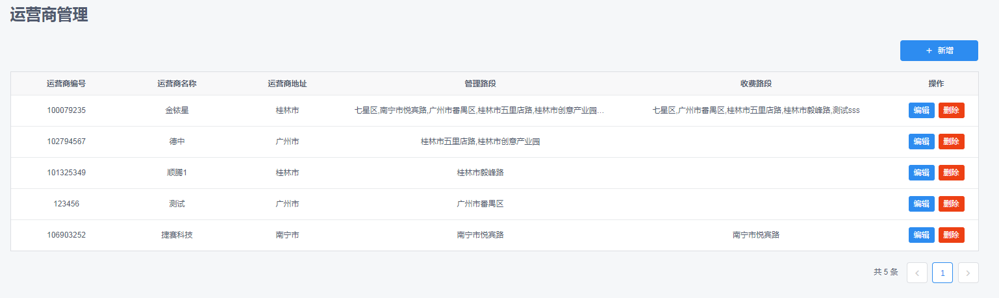 运营商管理
+ 新增
运营商编号 运营商名称 运营商地址 管理路段 收费路段 操作
100079235 金铱星 桂林市 七星区,南宁市悦宾路,广州市番禺区,桂林市五里店路,桂林市创意产业园... 七星区,广州市番禺区,桂林市五里店路,桂林市毅峰路,测试sss 编辑 删除
102794567 德中 广州市 桂林市五里店路,桂林市创意产业园 编辑 删除
101325349 顺腾1 桂林市 桂林市毅峰路 编辑 删除
123456 测试 广州市 广州市番禺区 编辑 删除
106903252 捷赛科技 南宁市 南宁市悦宾路 南宁市悦宾路 编辑 删除
共 5 条 < 1 >